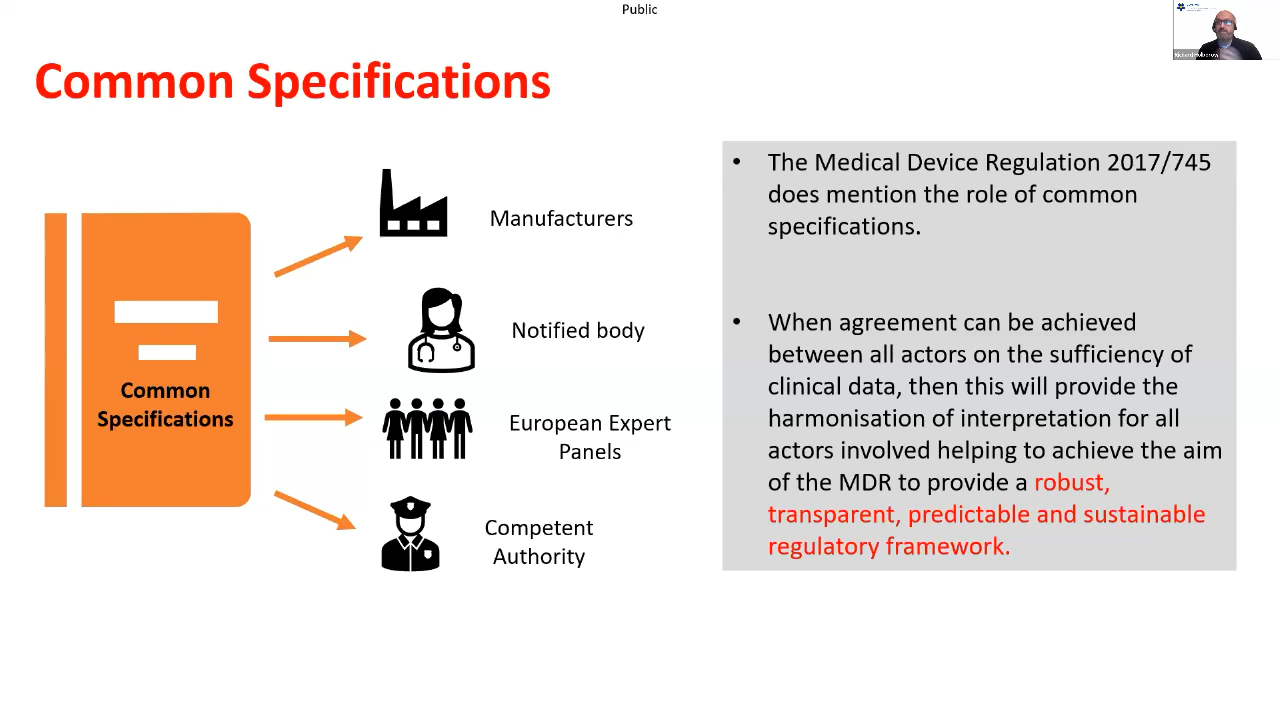 Public
Common Specifications
Common
Specifications
Manufacturers
Notified body
European Expert
Panels
Competent
Authority
• The Medical Device Regulation 2017/745
does mention the role of common
specifications.
• When agreement can be achieved
between all actors on the sufficiency of
clinical data, then this will provide the
harmonisation of interpretation for all
actors involved helping to achieve the aim
of the MDR to provide a robust,
transparent, predictable and sustainable
regulatory framework.